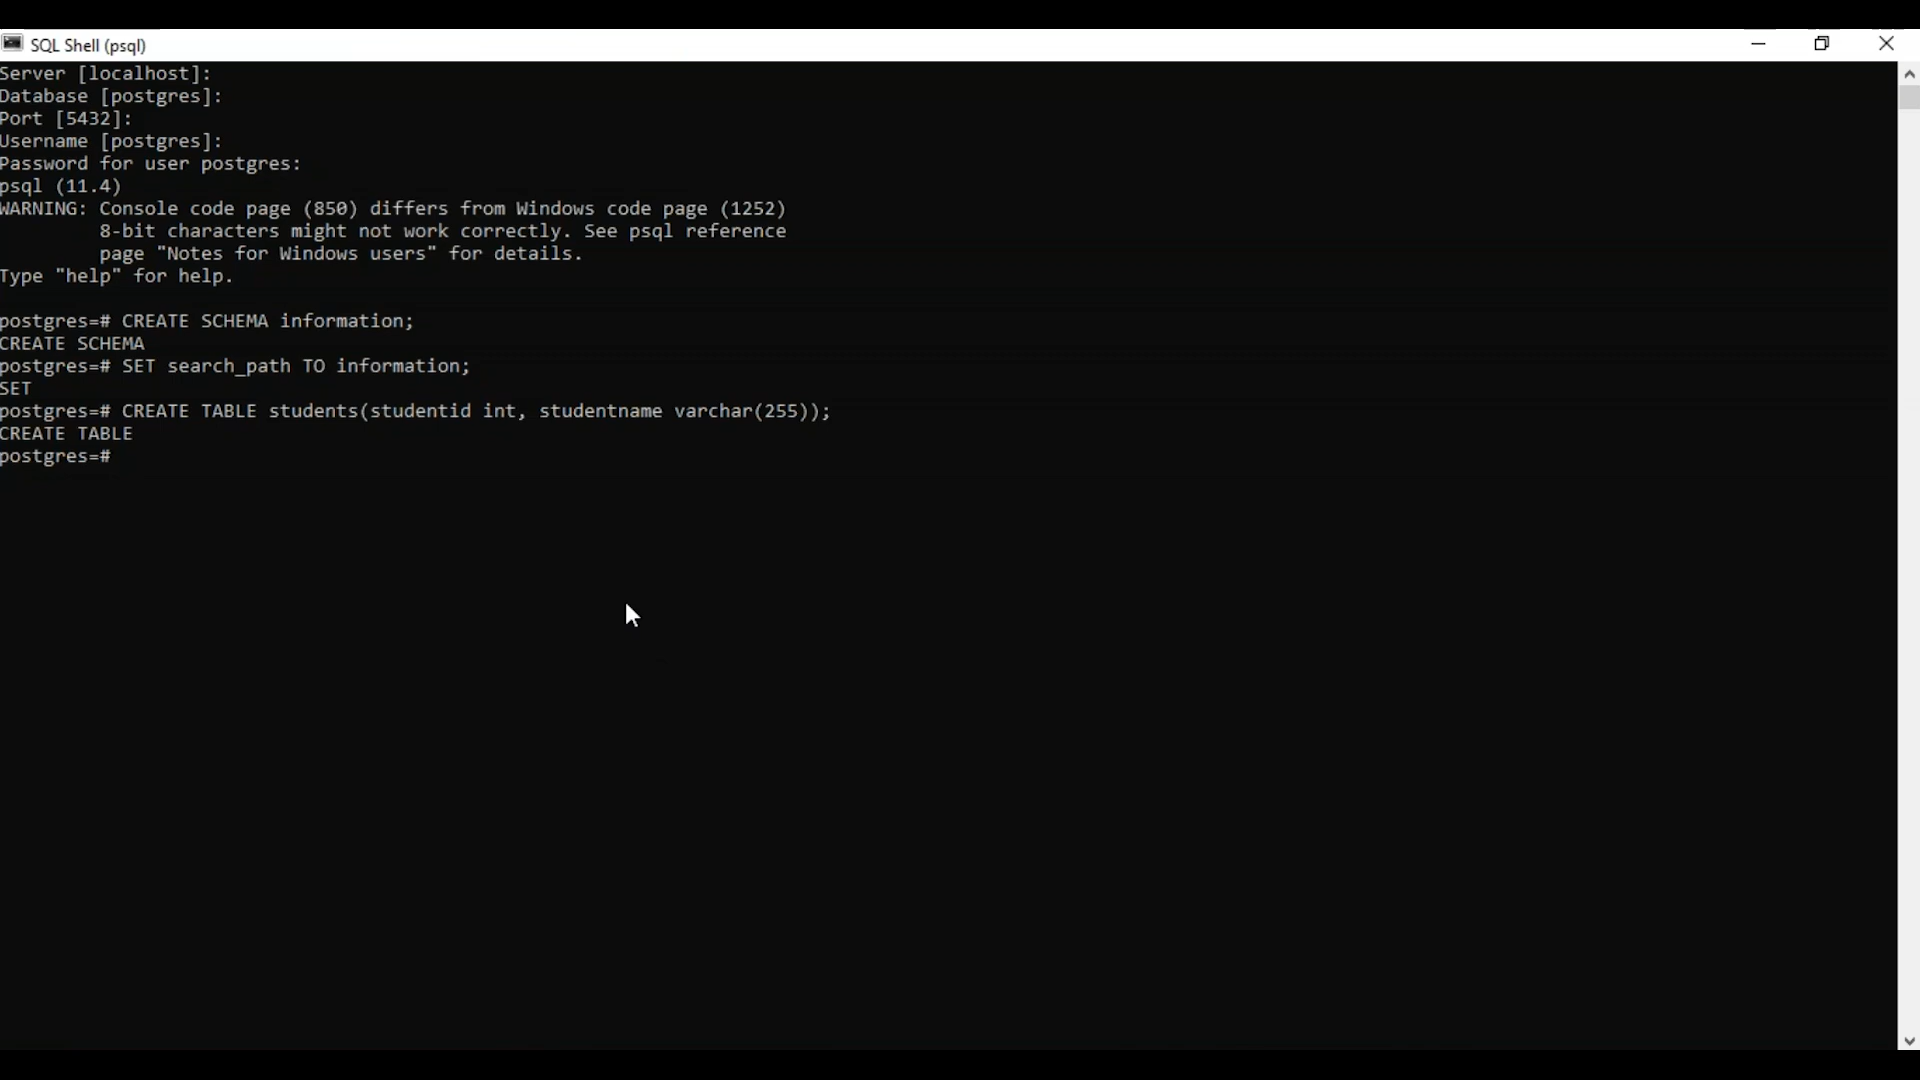 SQL Shell (psql)
Server [localhost]:
Database [postgres]:
Port [5432]:
Username [postgres]:
Password for user postgres:
psql (11.4)
WARNING: Console code page (850) differs from Windows code page (1252)
8-bit characters might not work correctly. See psql reference
page "Notes for Windows users" for details.
Type "help" for help.
postgres=# CREATE SCHEMA information;
CREATE SCHEMA
postgres=# SET search_path TO information;
SET
postgres=# CREATE TABLE students(studentid int, studentname varchar(255));
CREATE TABLE
postgres=#